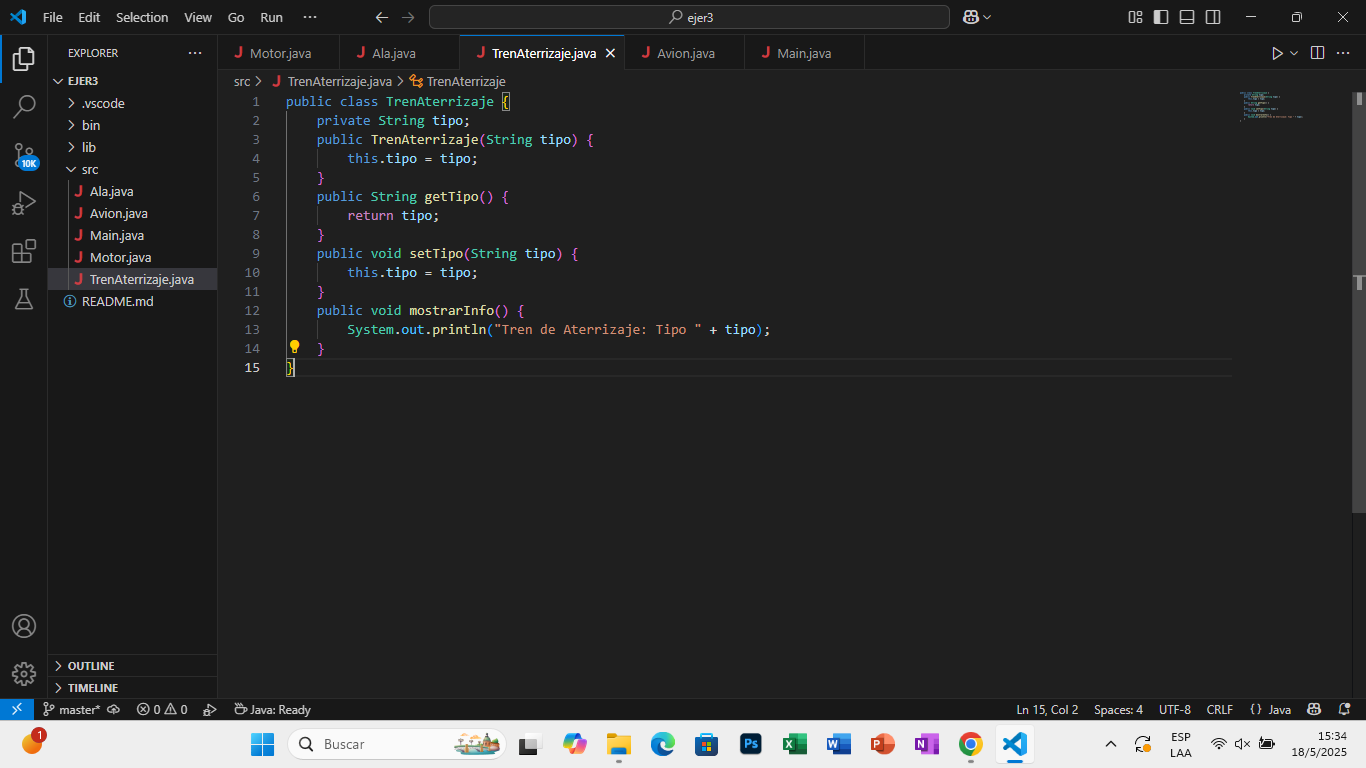 File Edit Selection View Go Run ···
ejer3
EXPLORER ···
EJER3
.vscode
bin
lib
src
Ala.java
Avion.java
Main.java
Motor.java
TrenAterrizaje.java
README.md
OUTLINE
TIMELINE
10K
Motor.java Ala.java TrenAterrizaje.java Avion.java Main.java
src > TrenAterrizaje.java > TrenAterrizaje
1 public class TrenAterrizaje {
2 private String tipo;
3 public TrenAterrizaje(String tipo) {
4 this.tipo = tipo;
5 }
6 public String getTipo() {
7 return tipo;
8 }
9 public void setTipo(String tipo) {
10 this.tipo = tipo;
11 }
12 public void mostrarInfo() {
13 System.out.println("Tren de Aterrizaje: Tipo " + tipo);
14 }
15 }
master* 0 0 Java: Ready Ln 15, Col 2 Spaces: 4 UTF-8 CRLF {} Java
1
Buscar
Ps
ESP
LAA
15:34
18/5/2025